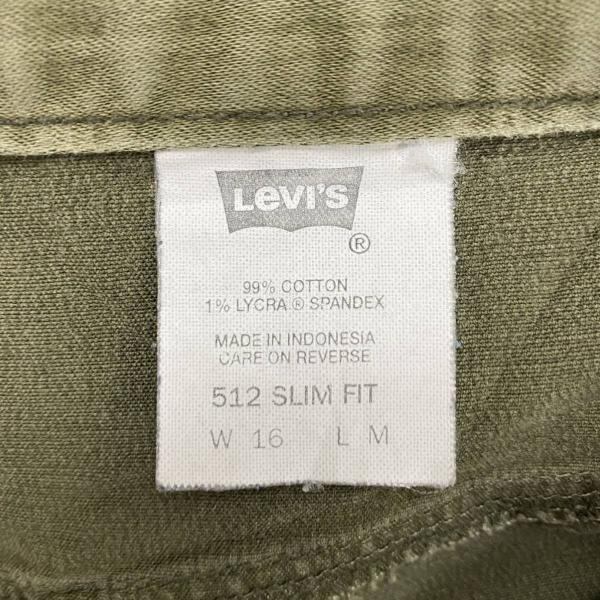 LEVI'S
®
99% COTTON
1% LYCRA ® SPANDEX
MADE IN INDONESIA
CARE ON REVERSE
512 SLIM FIT
W 16 L M